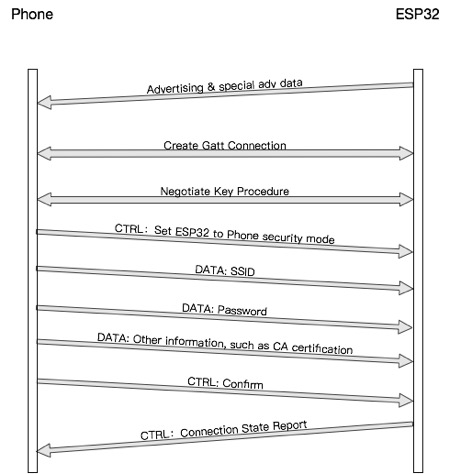 Phone
ESP32
Advertising & special adv data
Create Gatt Connection
Negotiate Key Procedure
CTRL: Set ESP32 to Phone security mode
DATA: SSID
DATA: Password
DATA: Other information, such as CA certification
CTRL: Confirm
CTRL: Connection State Report